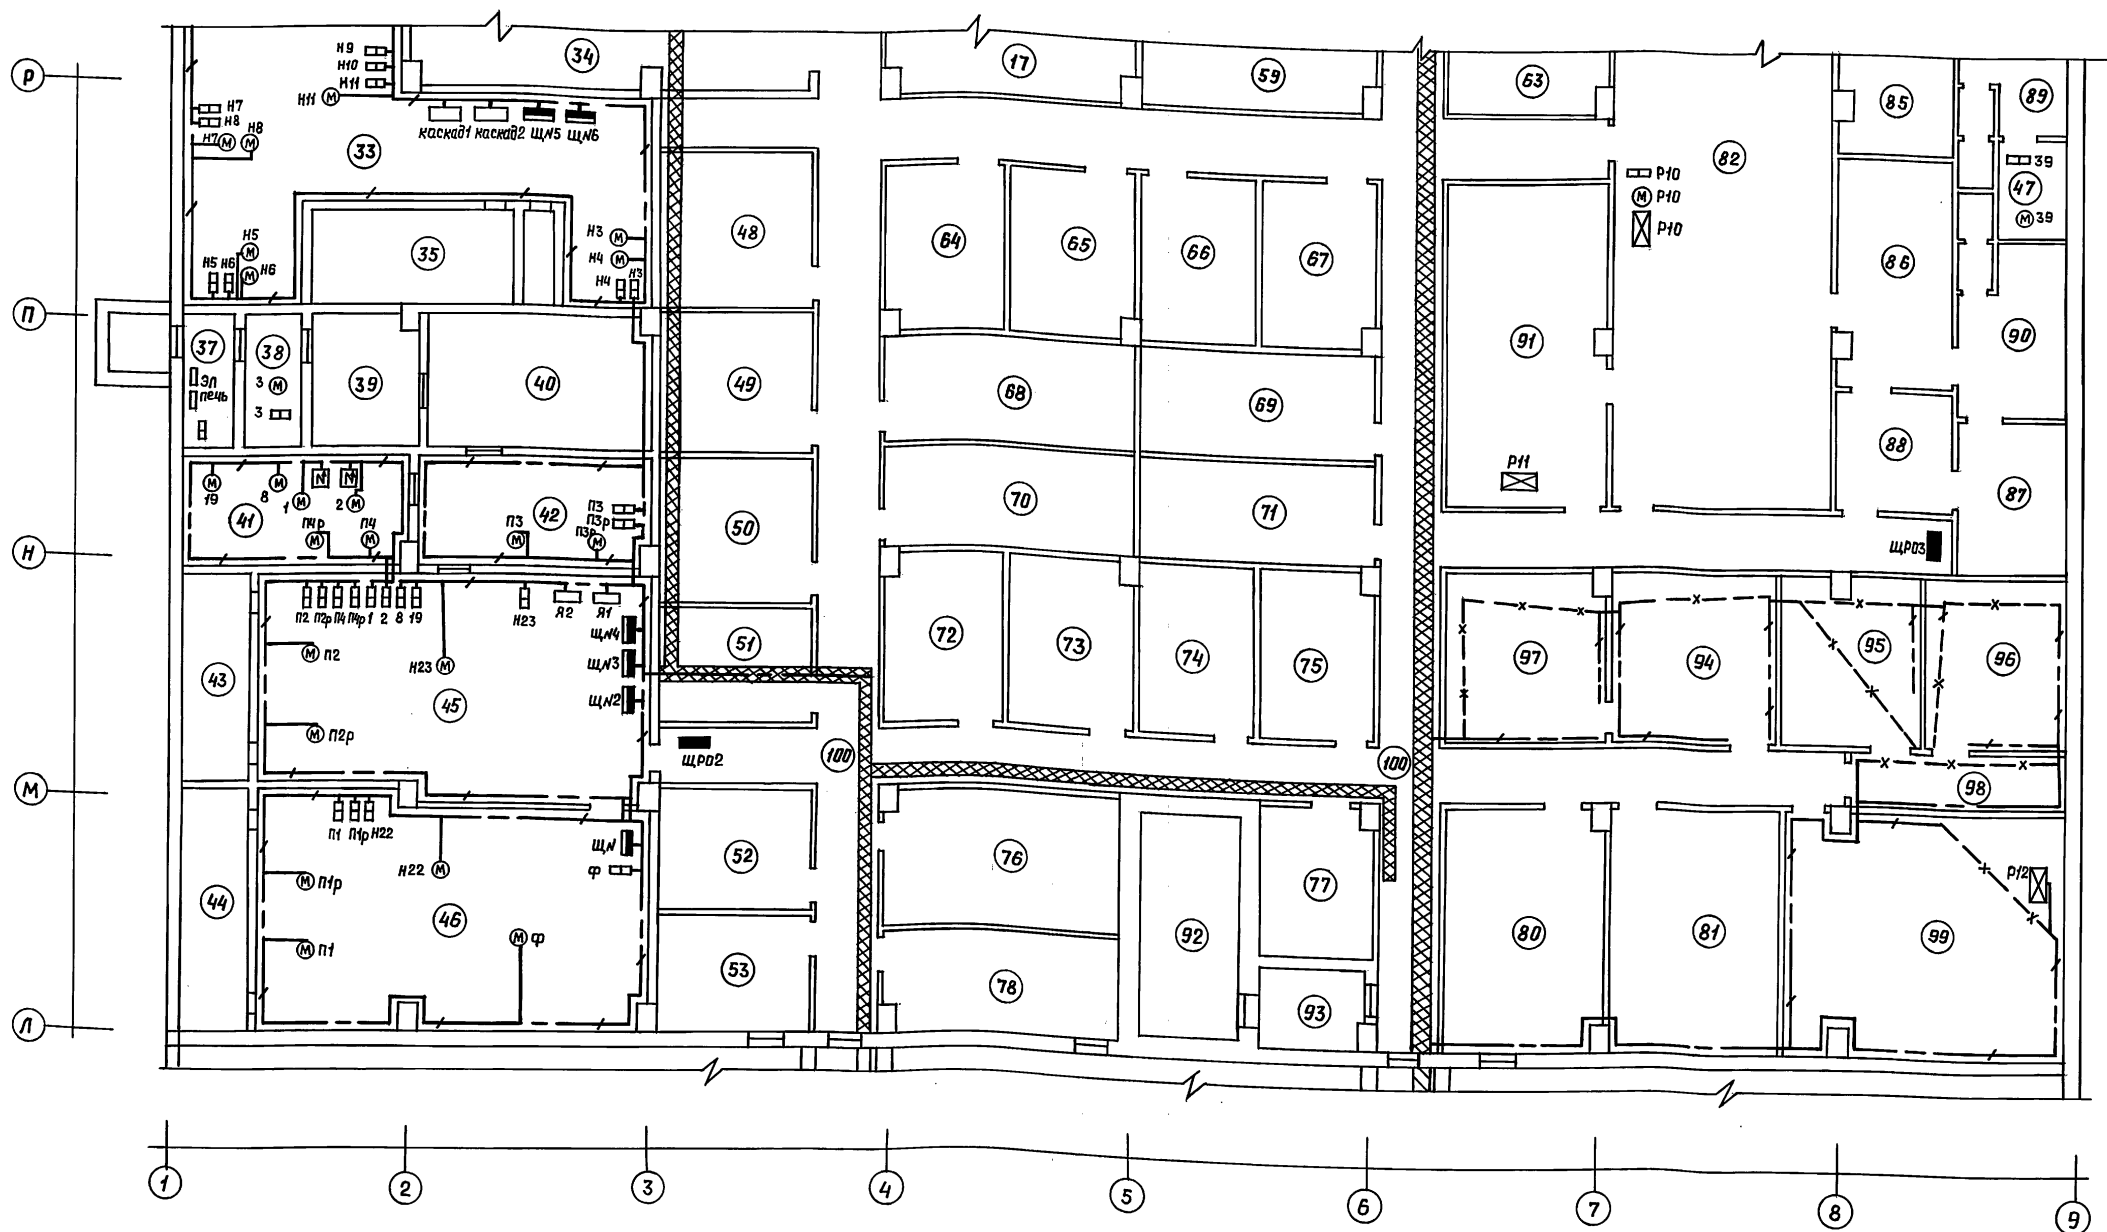 Р
Н9
Н10
Н11
Н11
М
34
17
59
63
85
89
Н7
Н8
Н7
М
Н8
М
каскад1
каскад2
ЩN5
ЩN6
33
82
39
47
М 39
Р10
М Р10
Р10
Н5
М
Н5 Н6
М Н6
35
Н3 М
Н4 М
Н4 Н3
48
64
65
66
67
86
П
37
ЭЛ
печь
38
3 М
3
39
40
49
68
69
91
90
88
М
19
8
М
1
М
N
N
2
М
41
П4р
М
П4
М
П3
М
42
П3
П3р
П3р
М
50
70
71
Р11
87
Н
ЩРО3
П2 П2р П4 П4р 1 2 8 19
Н23
Я2
Я1
ЩN4
ЩN3
ЩN2
М П2
Н23 М
М П2р
43
45
51
72
73
74
75
97
94
95
96
ЩРО2
100
100
98
М
П1 П1р Н22
ЩN
ф
Н22 М
М П1р
44
46
М П1
М ф
52
53
76
77
78
92
93
80
81
99
Р12
Л
1
2
3
4
5
6
7
8
9